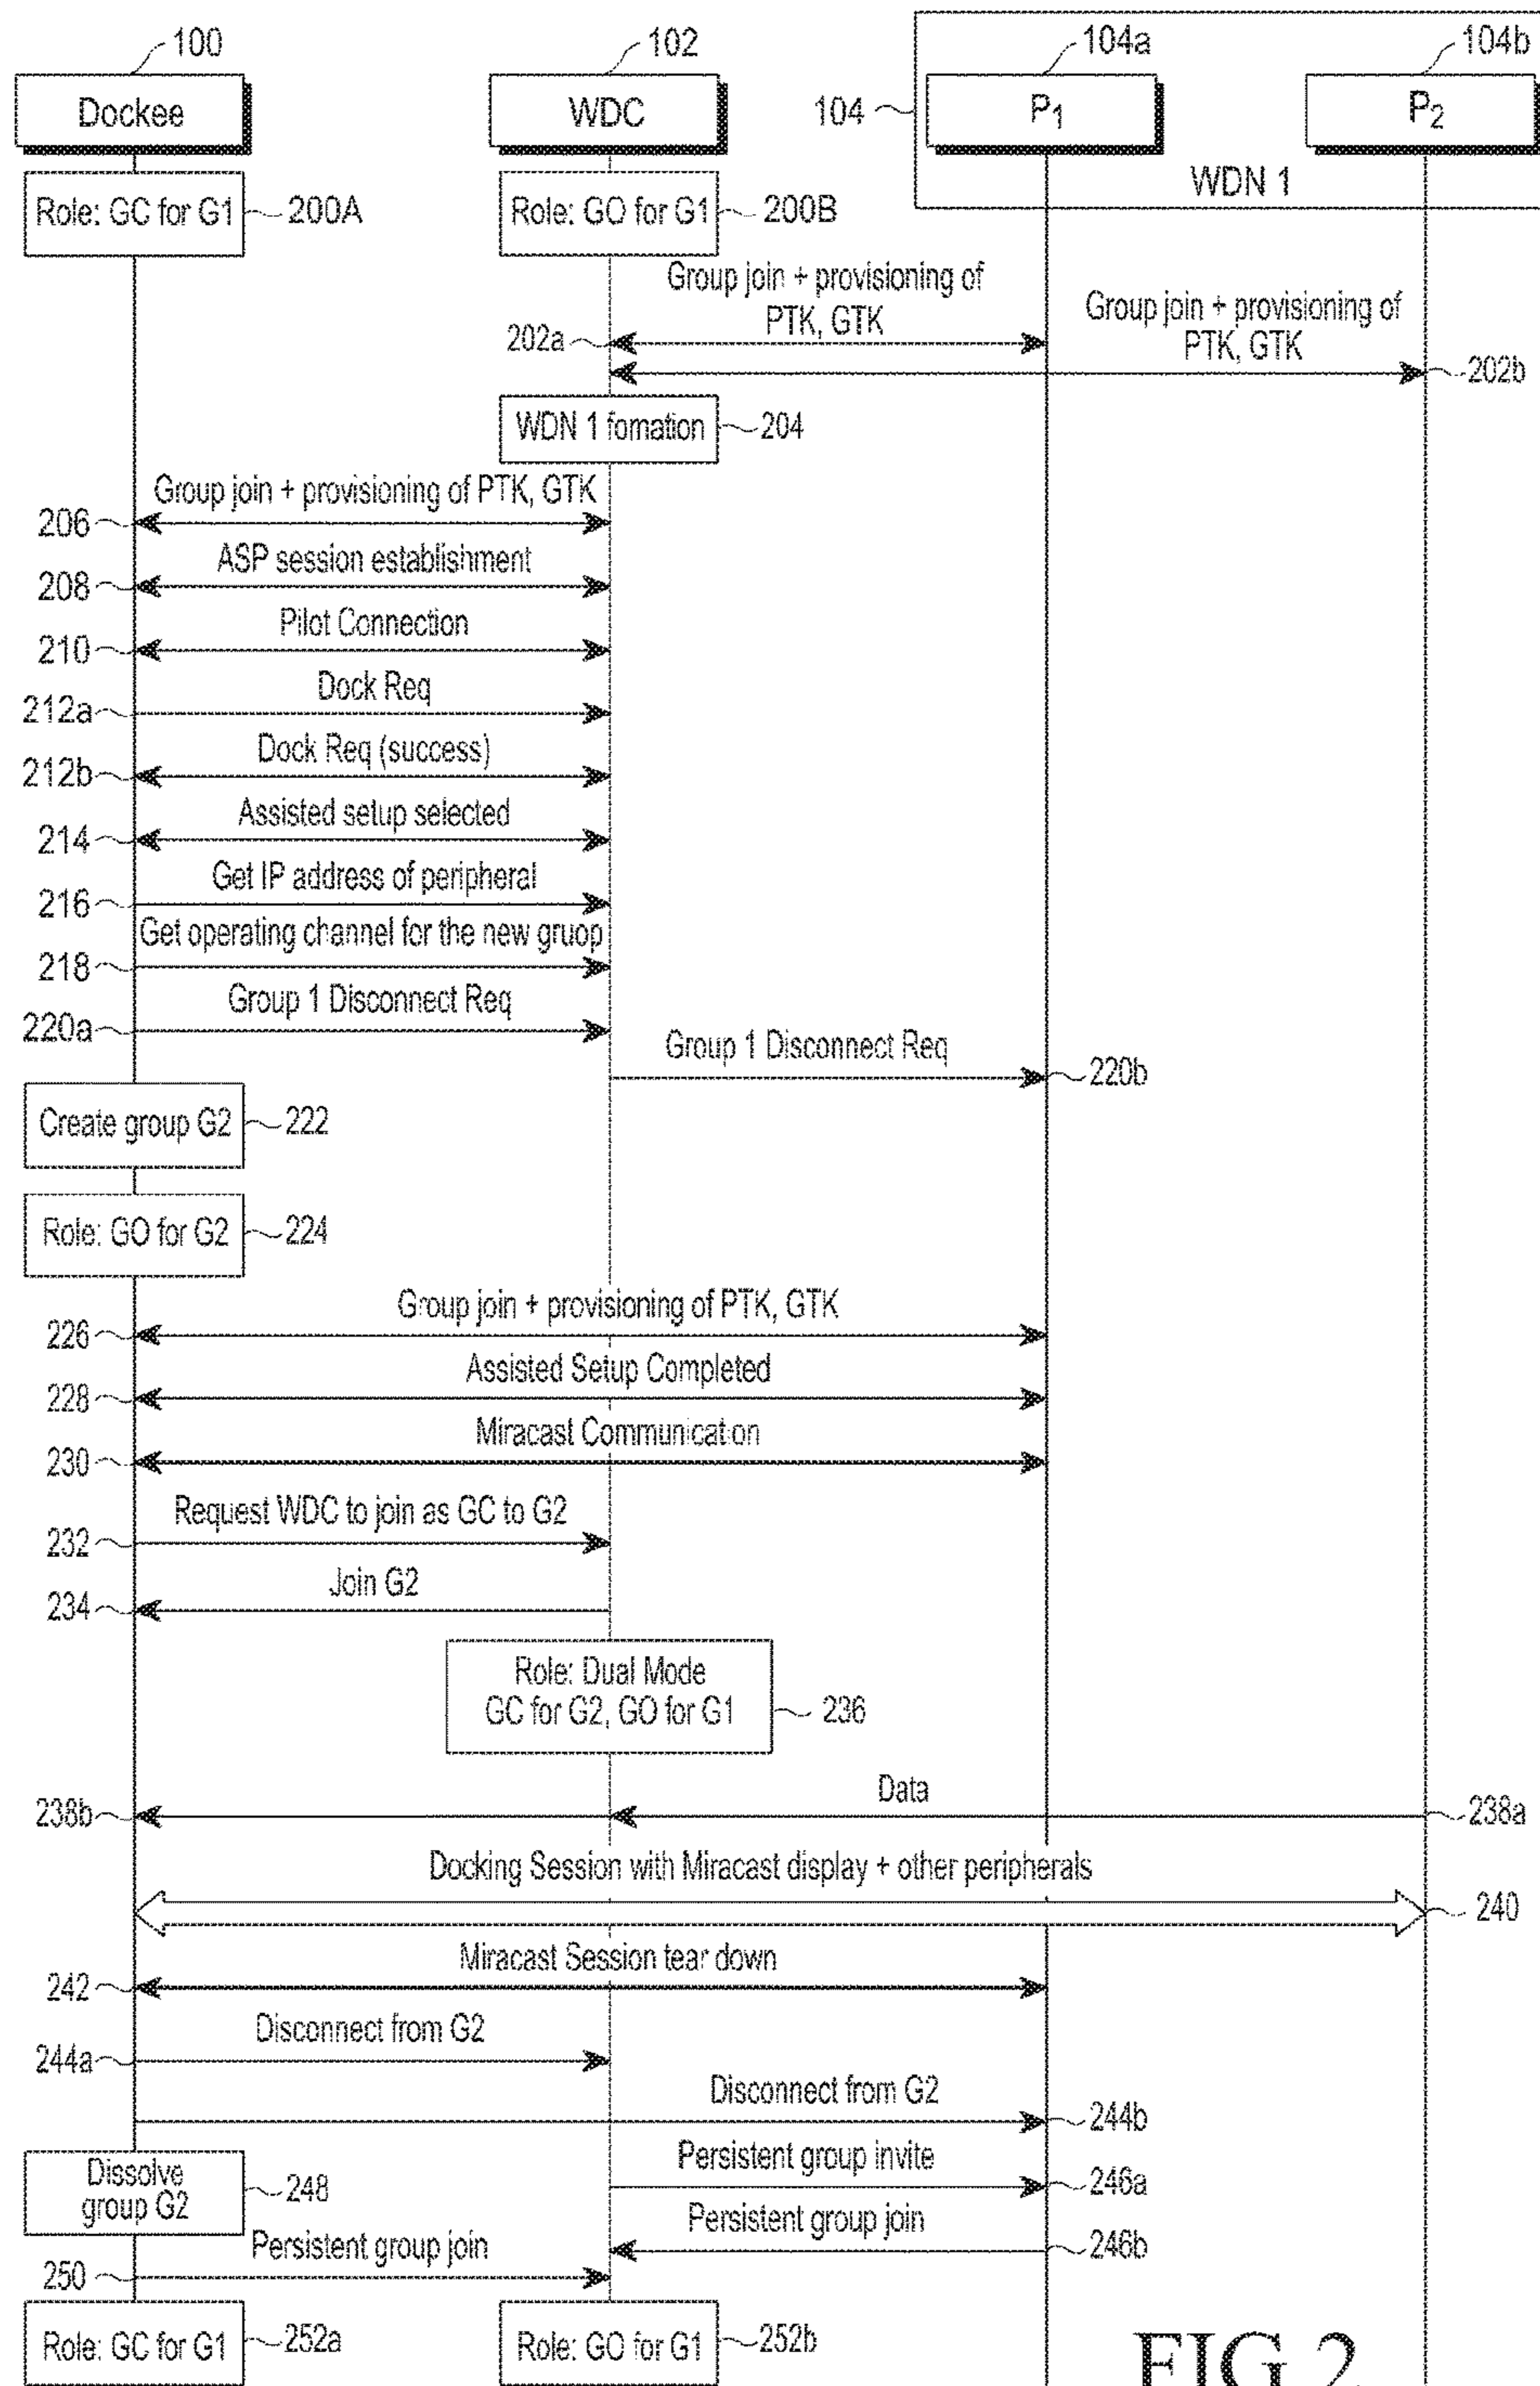 100
102
104a
104b
Dockee
WDC
104
P1
P2
WDN 1
Role: GC for G1
200A
Role: GO for G1
200B
Group join + provisioning of
PTK, GTK
Group join + provisioning of
PTK, GTK
202a
202b
WDN 1 fomation
204
Group join + provisioning of PTK, GTK
206
ASP session establishment
208
Pilot Connection
210
Dock Req
212a
Dock Req (success)
212b
Assisted setup selected
214
Get IP address of peripheral
216
Get operating channel for the new gruop
218
Group 1 Disconnect Req
220a
Group 1 Disconnect Req
220b
Create group G2
222
Role: GO for G2
224
Group join + provisioning of PTK, GTK
226
Assisted Setup Completed
228
Miracast Communication
230
Request WDC to join as GC to G2
232
Join G2
234
Role: Dual Mode
GC for G2, GO for G1
236
Data
238b
238a
Docking Session with Miracast display + other peripherals
240
Miracast Session tear down
242
Disconnect from G2
244a
Disconnect from G2
244b
Dissolve
group G2
248
Persistent group invite
246a
Persistent group join
246b
Persistent group join
250
Role: GC for G1
252a
Role: GO for G1
252b
FIG.2